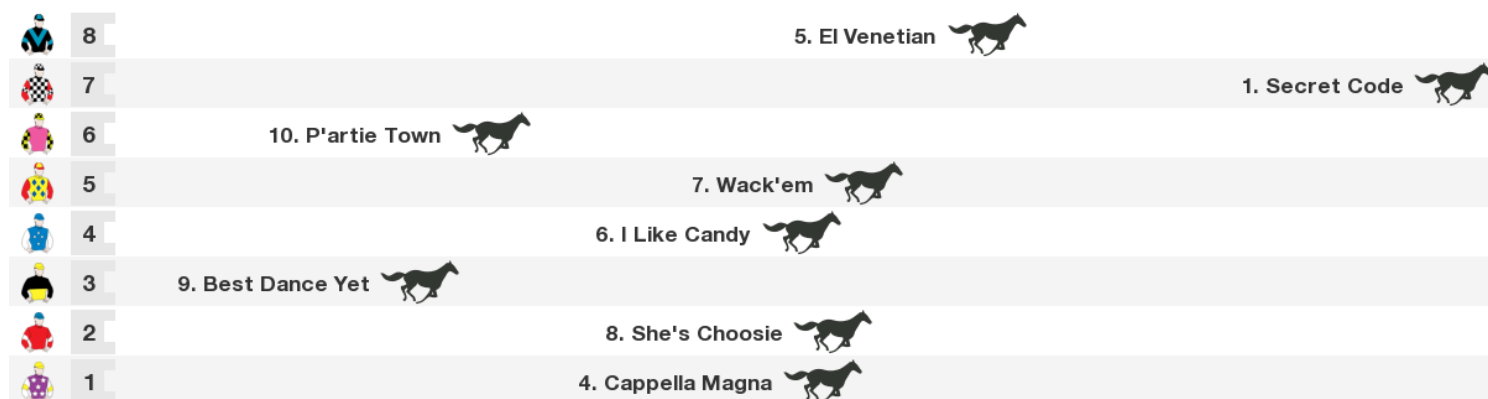 8 5. El Venetian
7 1. Secret Code
6 10. P'artie Town
5 7. Wack'em
4 6. I Like Candy
3 9. Best Dance Yet
2 8. She's Choosie
1 4. Cappella Magna